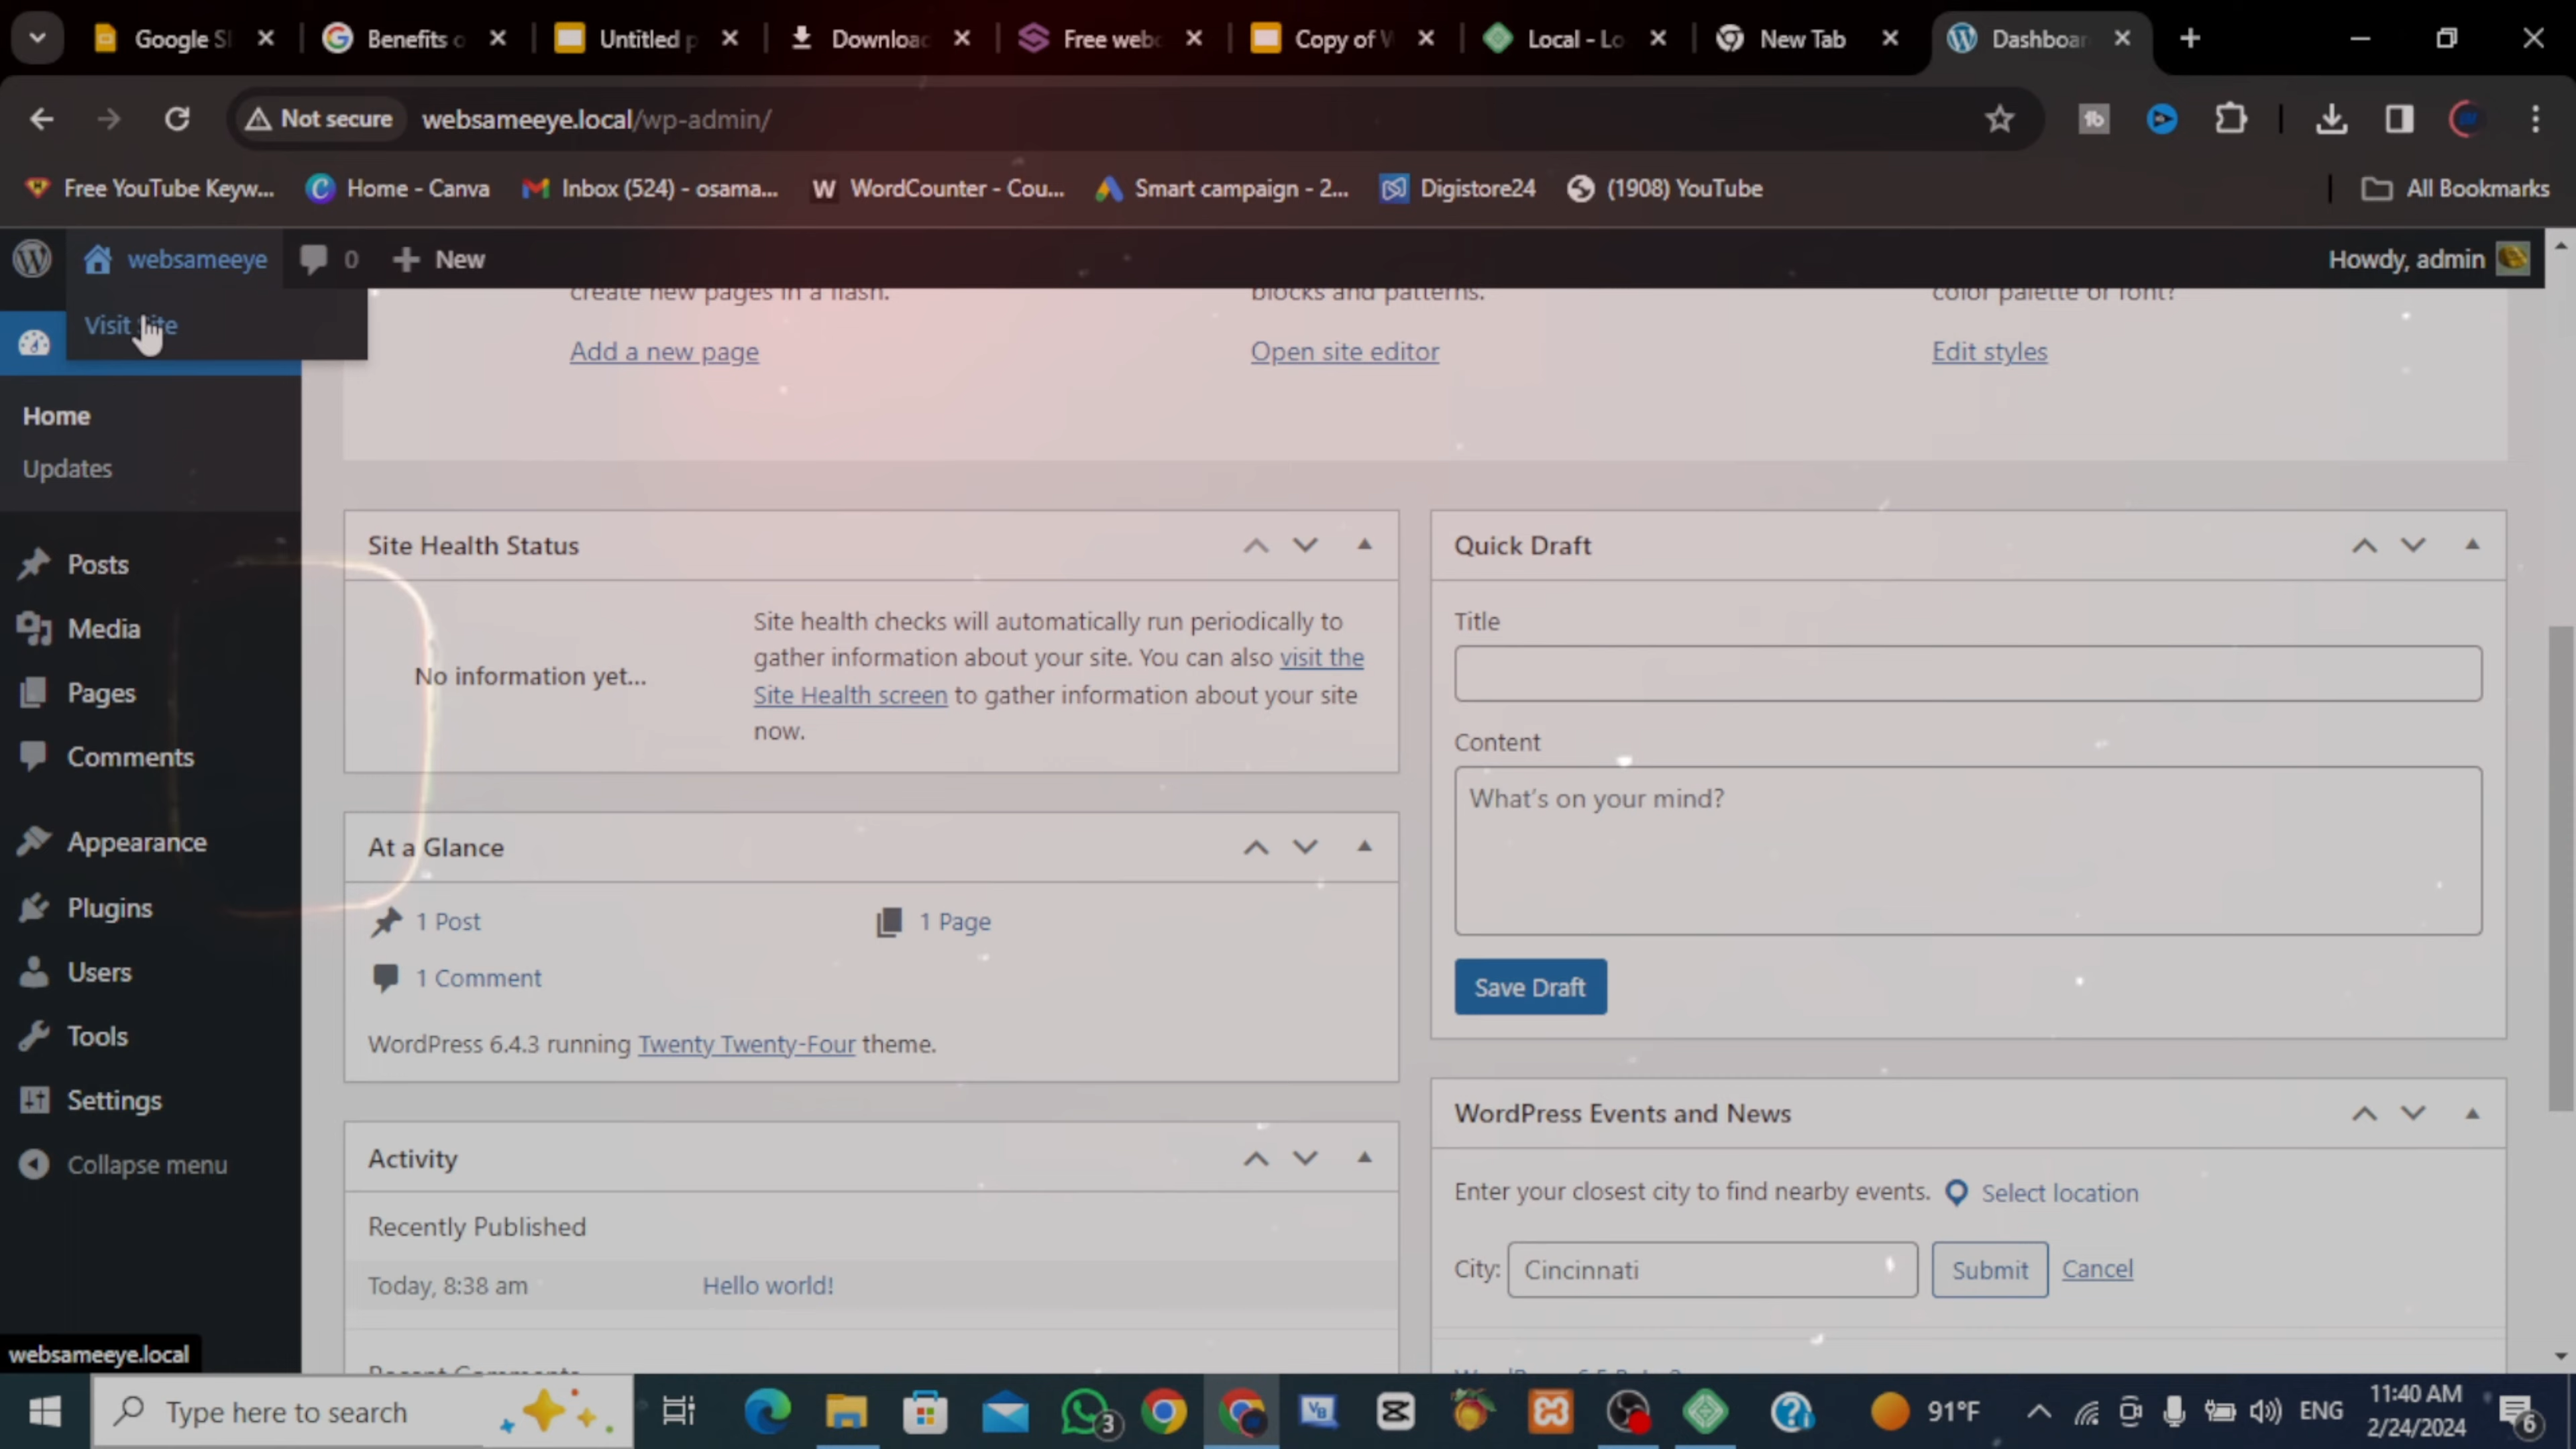 Google Sl
Benefits o
Untitled p
Download
Free webc
Copy of W
Local - Lo
New Tab
Dashboar
Not secure
websameeye.local/wp-admin/
Free YouTube Keyw...
Home - Canva
Inbox (524) - osama...
WordCounter - Cou...
Smart campaign - 2...
Digistore24
(1908) YouTube
All Bookmarks
websameeye
0
New
Howdy, admin
Visit Site
create new pages in a flash.
blocks and patterns.
color palette or font?
Add a new page
Open site editor
Edit styles
Home
Updates
Posts
Media
Pages
Comments
Appearance
Plugins
Users
Tools
Settings
Collapse menu
Site Health Status
No information yet...
Site health checks will automatically run periodically to
gather information about your site. You can also visit the
Site Health screen to gather information about your site
now.
At a Glance
1 Post
1 Page
1 Comment
WordPress 6.4.3 running Twenty Twenty-Four theme.
Activity
Recently Published
Today, 8:38 am
Hello world!
Recent Comments
Quick Draft
Title
Content
What's on your mind?
Save Draft
WordPress Events and News
Enter your closest city to find nearby events.
Select location
City:
Cincinnati
Submit
Cancel
websameeye.local
Type here to search
3
91°F
ENG
11:40 AM
2/24/2024
6